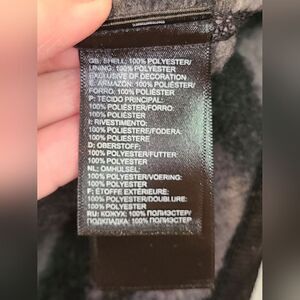 GB: SHELL: 100% POLYESTER/
LINING: 100% POLYESTER
EXCLUSIVE OF DECORATION
E: ARMAZÓN: 100% POLIÉSTER/
FORRO: 100% POLIÉSTER
P: TECIDO PRINCIPAL:
100% POLIÉSTER/FORRO: 100%
POLIÉSTER
I: RIVESTIMENTO:
100% POLIESTERE/FODERA:
100% POLIESTERE
D: OBERSTOFF:
100% POLYESTER/FUTTER:
100% POLYESTER
NL: OMHULSEL:
100% POLYESTER/VOERING:
100% POLYESTER
F: ÉTOFFE EXTÉRIEURE:
100% POLYESTER/DOUBLURE:
100% POLYESTER
RU: КОЖУХ: 100% ПОЛИЭСТЕР/
ПОДКЛАДКА: 100% ПОЛИЭСТЕР